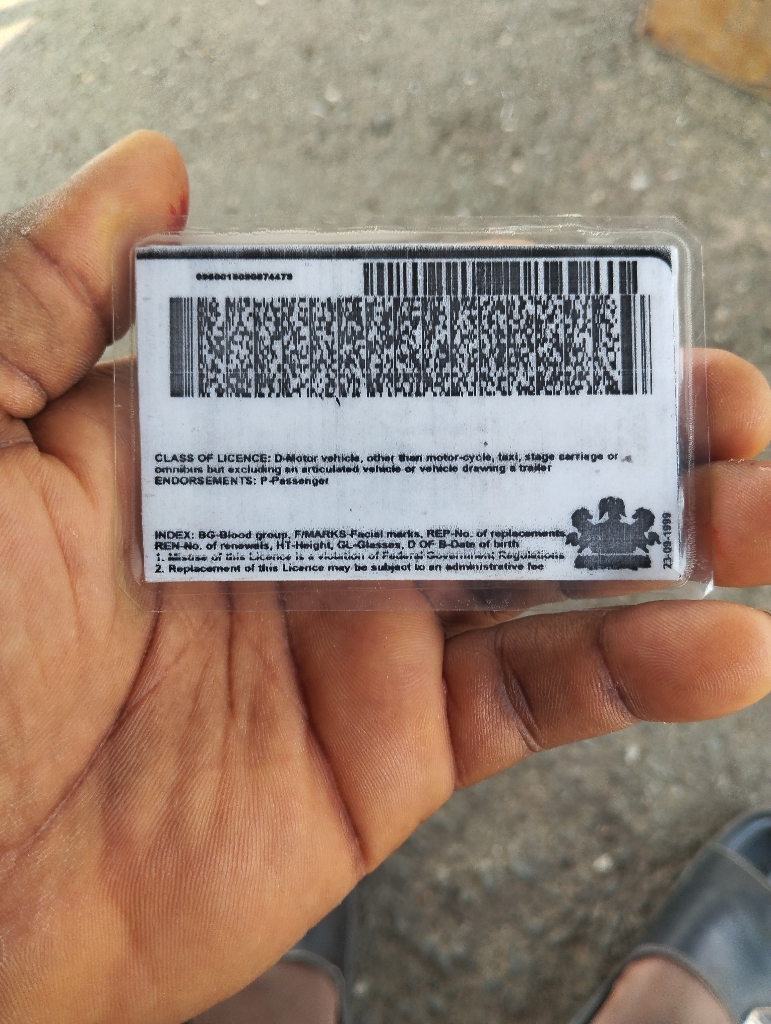 CLASS OF LICENCE: D-Motor vehicle, other than motor-cycle, taxi, stage carriage or
omnibus but excluding an articulated vehicle or vehicle drawing a trailer
ENDORSEMENTS: P-Passenger
INDEX: BG-Blood group, F/MARKS-Facial marks, REP-No. of replacements
REN-No. of renewals, HT-Height, GL-Glasses, D OF B-Date of birth
1. Misuse of this Licence is a violation of Federal Government Regulations
2. Replacement of this Licence may be subject to an administrative fee
23-09-1999